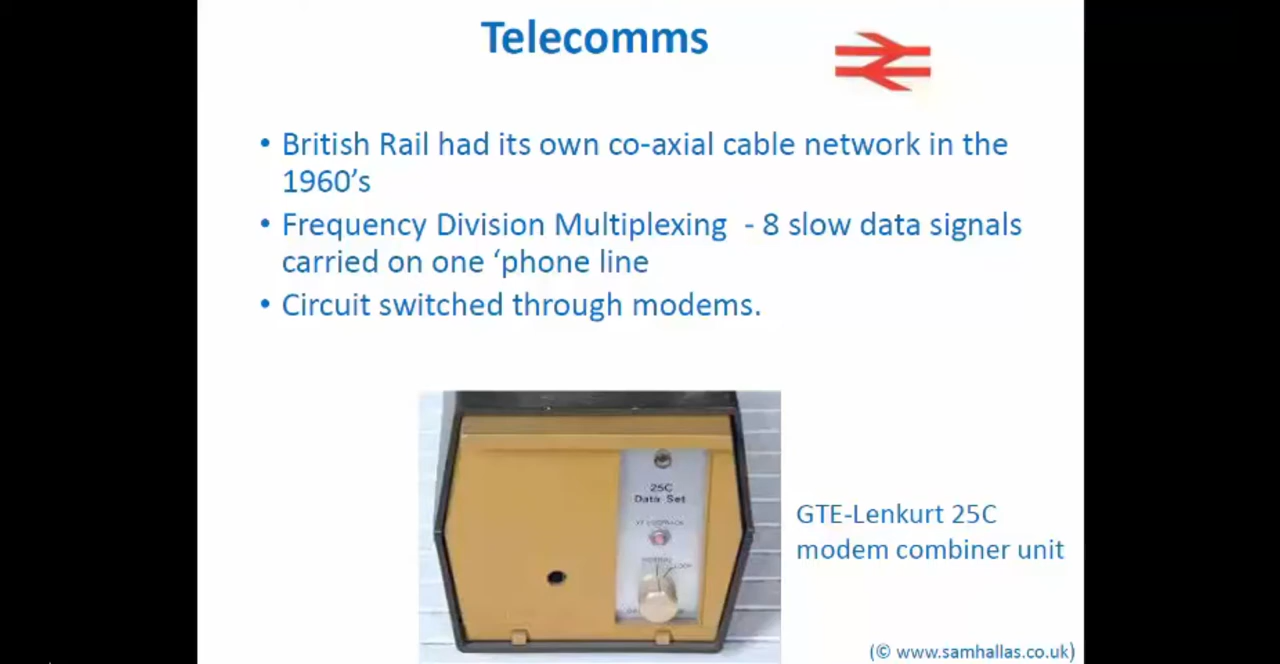 Telecomms
• British Rail had its own co-axial cable network in the
1960’s
• Frequency Division Multiplexing - 8 slow data signals
carried on one ‘phone line
• Circuit switched through modems.
25C
Data Set
LOOP
GTE-Lenkurt 25C
modem combiner unit
(© www.samhallas.co.uk)